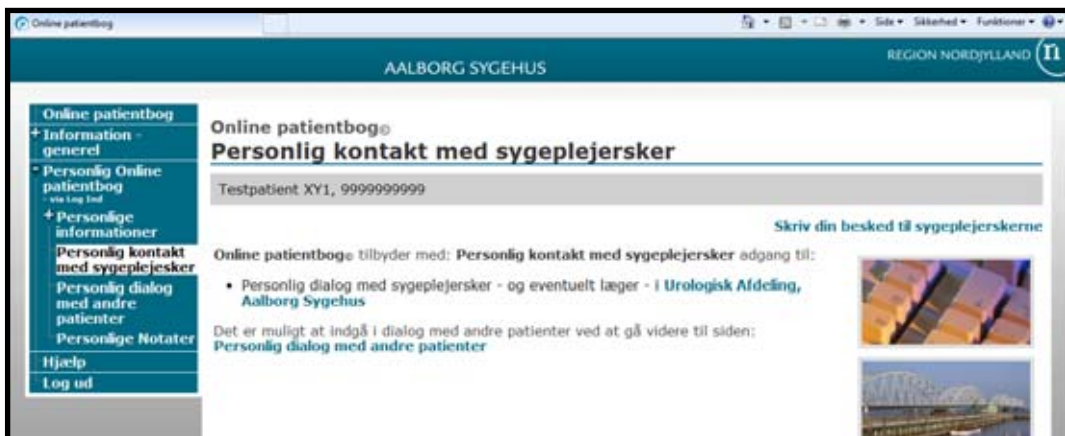 Online patientbog
Side Sikkerhed Funktioner
AALBORG SYGEHUS
REGION NORDJYLLAND n
Online patientbog
+ Information -
generel
- Personlig Online
patientbog
- via Log Ind
+ Personlige
informationer
Personlig kontakt
med sygeplejesker
Personlig dialog
med andre
patienter
Personlige Notater
Hjælp
Log ud
Online patientbog©
Personlig kontakt med sygeplejersker
Testpatient XY1, 9999999999
Skriv din besked til sygeplejerskerne
Online patientbog© tilbyder med: Personlig kontakt med sygeplejersker adgang til:
• Personlig dialog med sygeplejersker - og eventuelt læger - i Urologisk Afdeling,
Aalborg Sygehus
Det er muligt at indgå i dialog med andre patienter ved at gå videre til siden:
Personlig dialog med andre patienter